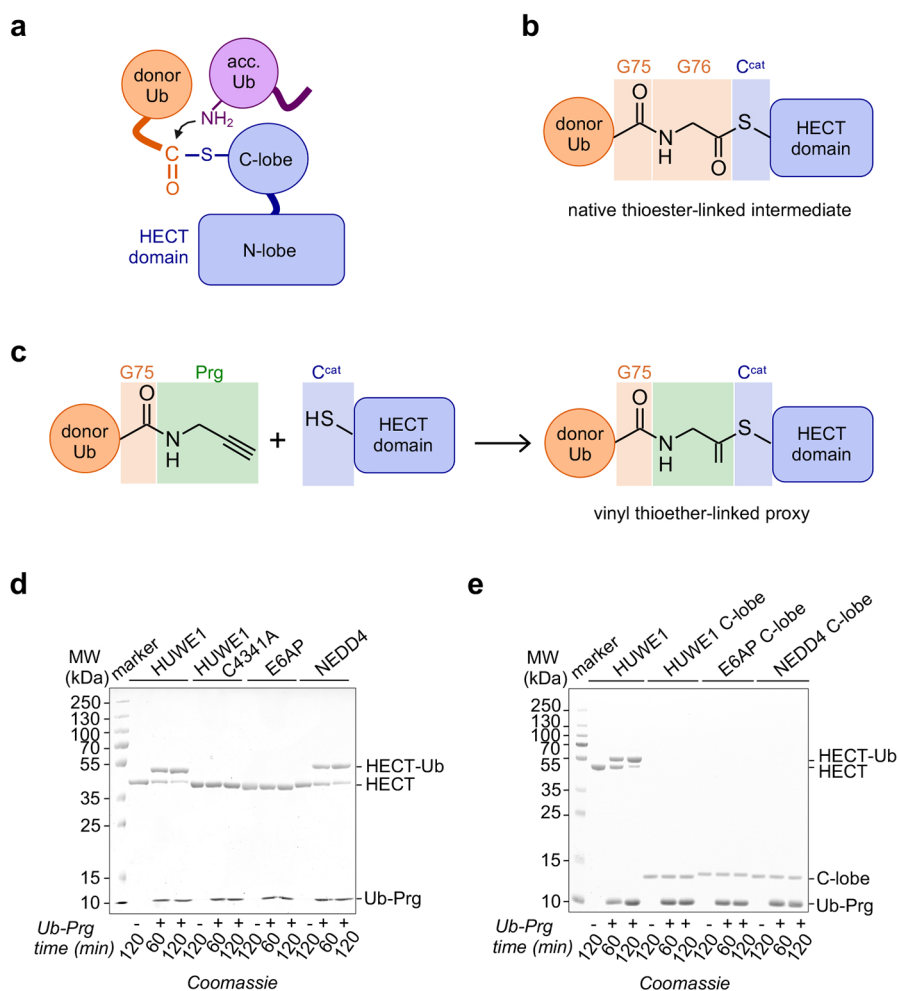 a
donor
Ub
acc.
Ub
NH2
C
S
O
C-lobe
HECT
domain
N-lobe
b
G75 G76 Ccat
donor
Ub
O
N
H
O
S
HECT
domain
native thioester-linked intermediate
c
G75 Prg Ccat
donor
Ub
O
N
H
+
HS
HECT
domain
G75 Ccat
donor
Ub
O
N
H
S
HECT
domain
vinyl thioether-linked proxy
d
MW
(kDa)
marker
HUWE1
HUWE1
C4341A
E6AP
NEDD4
250
130
100
70
55
35
25
15
10
HECT-Ub
HECT
Ub-Prg
Ub-Prg - + + - + + - + + - + +
time (min) 120 60 120 120 60 120 120 60 120 120 60 120
Coomassie
e
MW
(kDa)
marker
HUWE1
HUWE1 C-lobe
E6AP C-lobe
NEDD4 C-lobe
250
130
100
70
55
35
25
15
10
HECT-Ub
HECT
C-lobe
Ub-Prg
Ub-Prg - + + - + + - + + - + +
time (min) 120 60 120 120 60 120 120 60 120 120 60 120
Coomassie